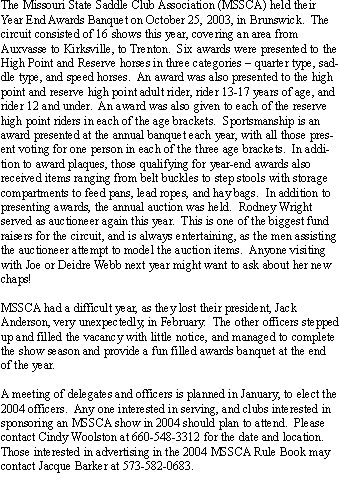 The Missouri State Saddle Club Association (MSSCA) held their
Year End Awards Banquet on October 25, 2003, in Brunswick.  The
circuit consisted of 16 shows this year, covering an area from
Auxvasse to Kirksville, to Trenton.  Six awards were presented to the
High Point and Reserve horses in three categories – quarter type, sad-
dle type, and speed horses.  An award was also presented to the high
point and reserve high point adult rider, rider 13-17 years of age, and
rider 12 and under.  An award was also given to each of the reserve
high point riders in each of the age brackets.  Sportsmanship is an
award presented at the annual banquet each year, with all those pres-
ent voting for one person in each of the three age brackets.  In addi-
tion to award plaques, those qualifying for year-end awards also
received items ranging from belt buckles to step stools with storage
compartments to feed pans, lead ropes, and hay bags.  In addition to
presenting awards, the annual auction was held.  Rodney Wright
served as auctioneer again this year.  This is one of the biggest fund
raisers for the circuit, and is always entertaining, as the men assisting
the auctioneer attempt to model the auction items.  Anyone visiting
with Joe or Deidre Webb next year might want to ask about her new
chaps!

MSSCA had a difficult year, as they lost their president, Jack
Anderson, very unexpectedly, in February.  The other officers stepped
up and filled the vacancy with little notice, and managed to complete
the show season and provide a fun filled awards banquet at the end
of the year.

A meeting of delegates and officers is planned in January, to elect the
2004 officers.  Any one interested in serving, and clubs interested in
sponsoring an MSSCA show in 2004 should plan to attend.  Please
contact Cindy Woolston at 660-548-3312 for the date and location.
Those interested in advertising in the 2004 MSSCA Rule Book may
contact Jacque Barker at 573-582-0683.